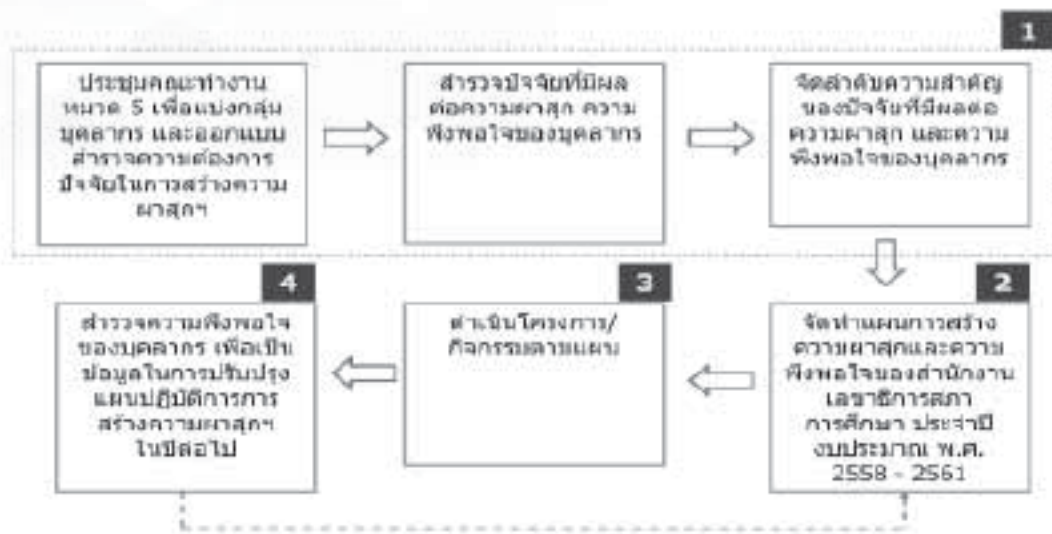 1
ประชุมคณะทำงาน
หมวด 5 เพื่อแบ่งกลุ่ม
บุคลากร และออกแบบ
สำรวจความต้องการ
ปัจจัยในการสร้างความ
ผาสุกฯ
สำรวจปัจจัยที่มีผล
ต่อความผาสุก ความ
พึงพอใจของบุคลากร
จัดลำดับความสำคัญ
ของปัจจัยที่มีผลต่อ
ความผาสุก และความ
พึงพอใจของบุคลากร
2
จัดทำแผนการสร้าง
ความผาสุกและความ
พึงพอใจของสำนักงาน
เลขาธิการสภา
การศึกษา ประจำปี
งบประมาณ พ.ศ.
2558 - 2561
3
ดำเนินโครงการ/
กิจกรรมตามแผน
4
สำรวจความพึงพอใจ
ของบุคลากร เพื่อเป็น
ข้อมูลในการปรับปรุง
แผนปฏิบัติการการ
สร้างความผาสุกฯ
ในปีต่อไป